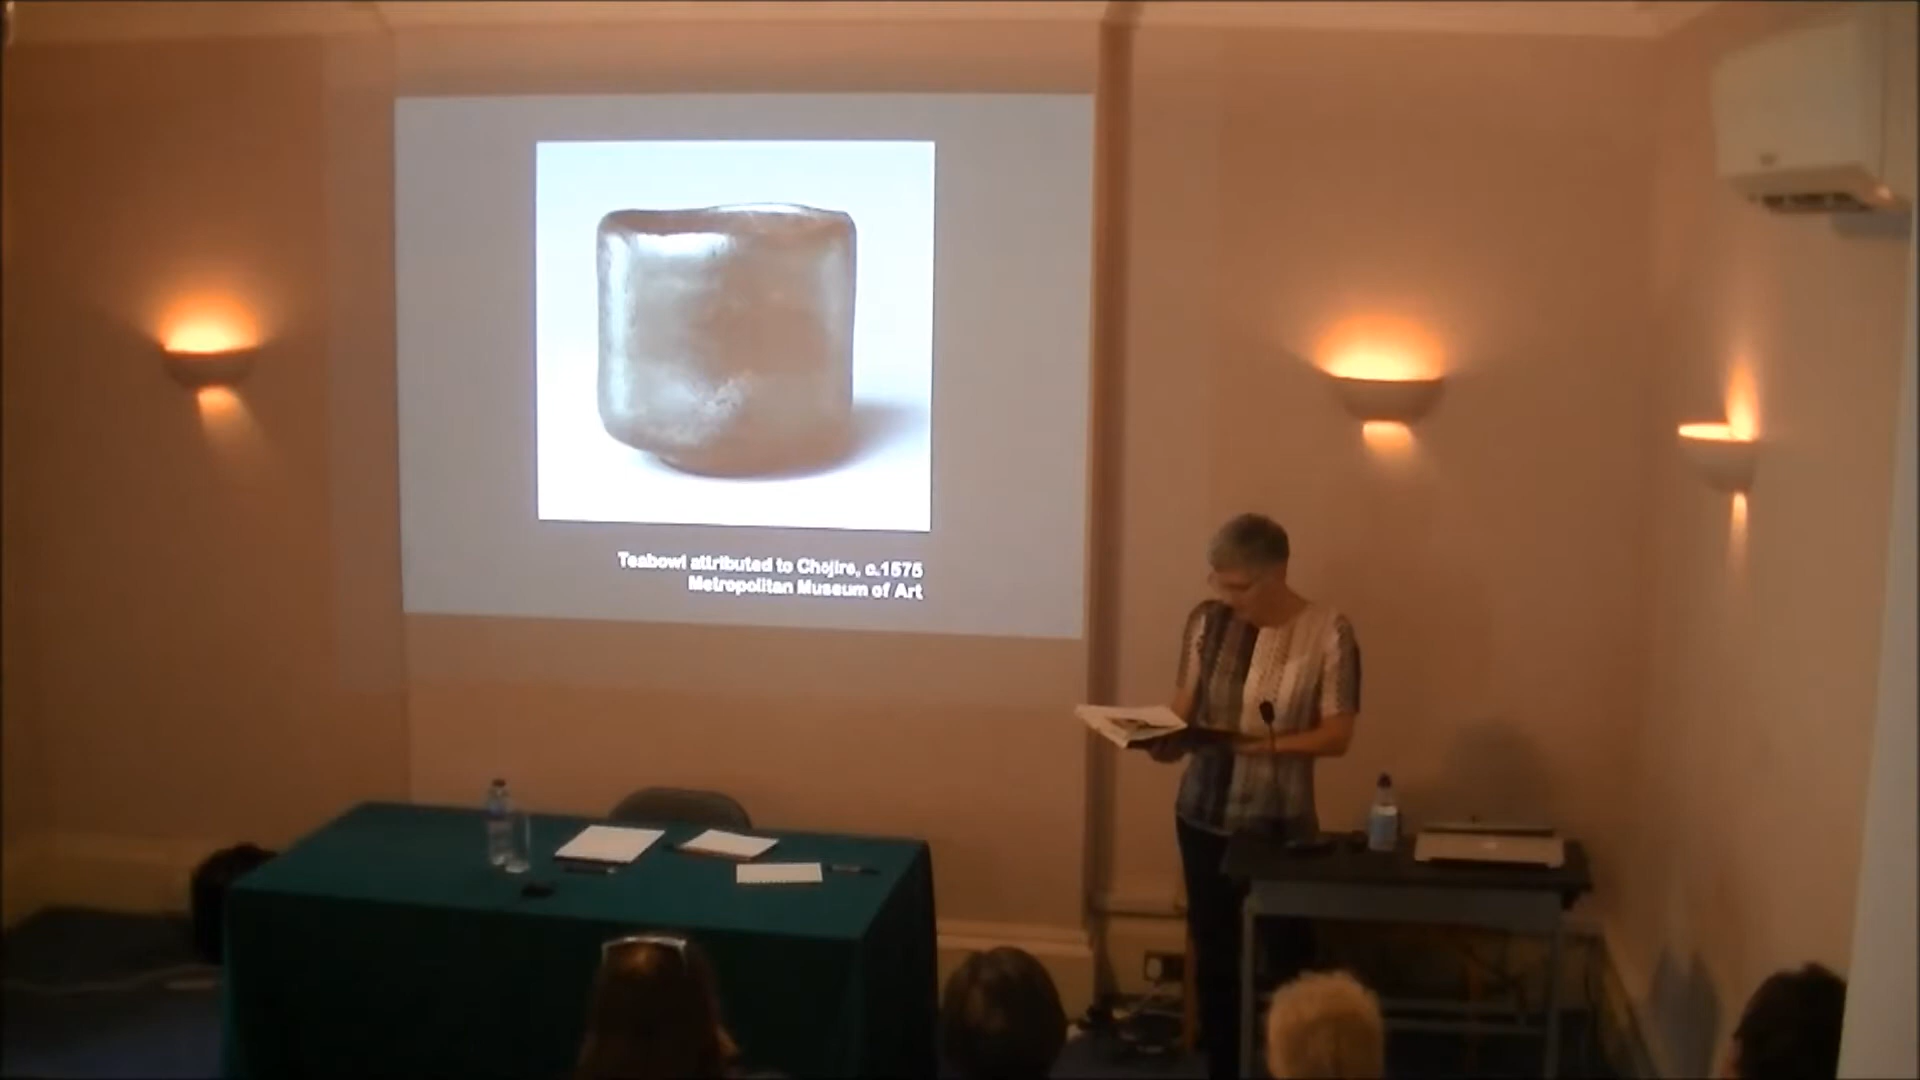 Teabowl attributed to Chojiro, c.1575
Metropolitan Museum of Art